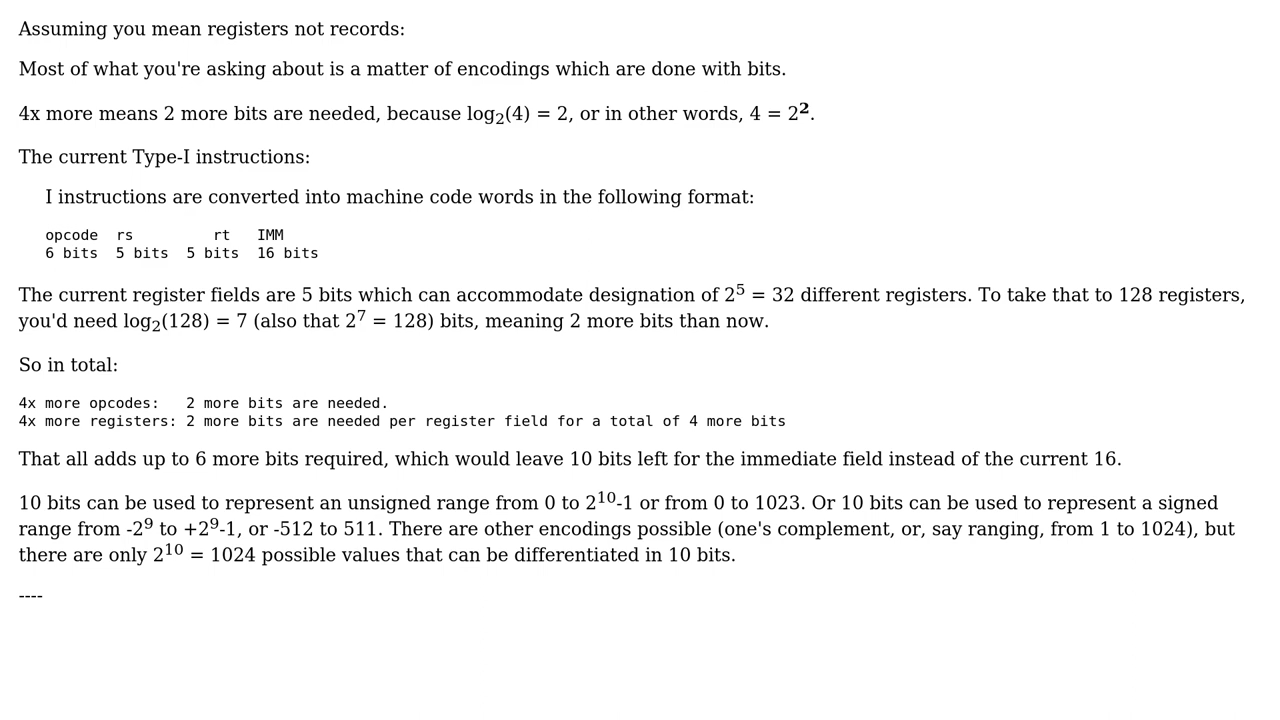 Assuming you mean registers not records:
Most of what you're asking about is a matter of encodings which are done with bits.
4x more means 2 more bits are needed, because log₂(4) = 2, or in other words, 4 = 2².
The current Type-I instructions:
I instructions are converted into machine code words in the following format:
opcode  rs         rt   IMM
6 bits  5 bits  5 bits  16 bits
The current register fields are 5 bits which can accommodate designation of 2⁵ = 32 different registers. To take that to 128 registers,
you'd need log₂(128) = 7 (also that 2⁷ = 128) bits, meaning 2 more bits than now.
So in total:
4x more opcodes:   2 more bits are needed.
4x more registers: 2 more bits are needed per register field for a total of 4 more bits
That all adds up to 6 more bits required, which would leave 10 bits left for the immediate field instead of the current 16.
10 bits can be used to represent an unsigned range from 0 to 2¹⁰-1 or from 0 to 1023. Or 10 bits can be used to represent a signed
range from -2⁹ to +2⁹-1, or -512 to 511. There are other encodings possible (one's complement, or, say ranging, from 1 to 1024), but
there are only 2¹⁰ = 1024 possible values that can be differentiated in 10 bits.
----